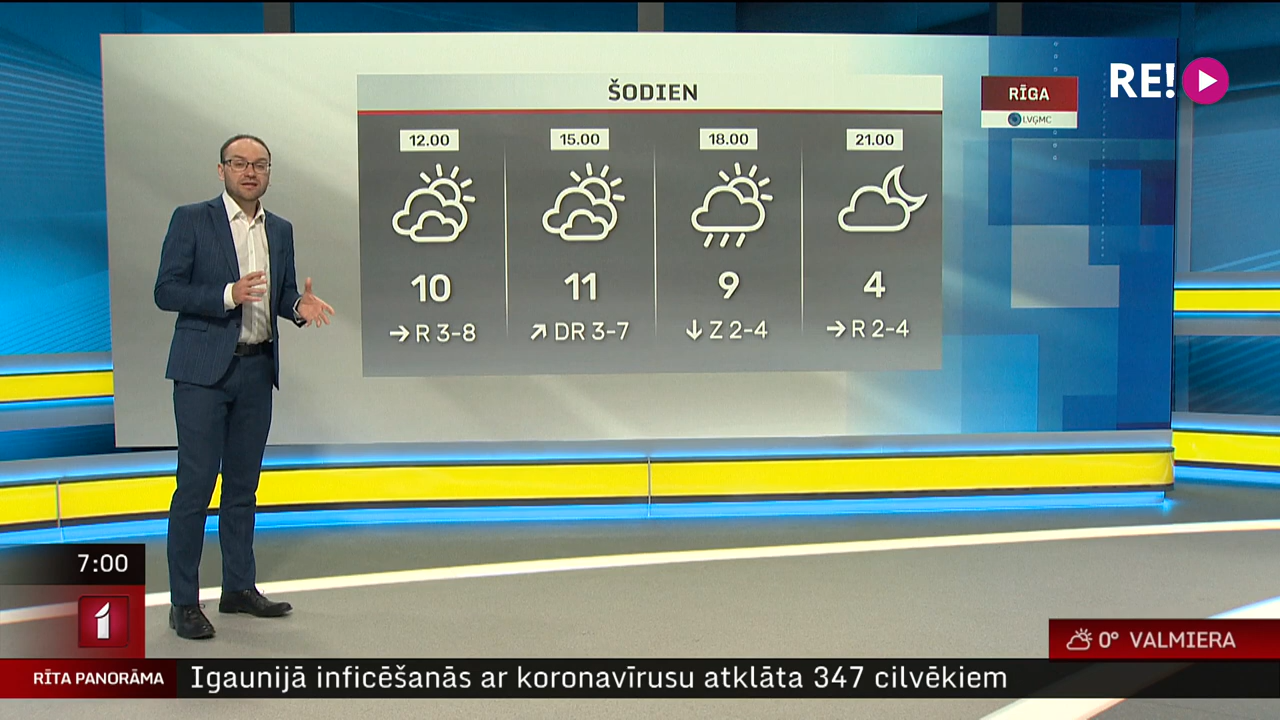 RE!
ŠODIEN
RĪGA
LVĢMC
12.00 15.00 18.00 21.00
10 11 9 4
→ R 3-8 ↗ DR 3-7 ↓ Z 2-4 → R 2-4
7:00
1
0° VALMIERA
RĪTA PANORĀMA
Igaunijā inficēšanās ar koronavīrusu atklāta 347 cilvēkiem